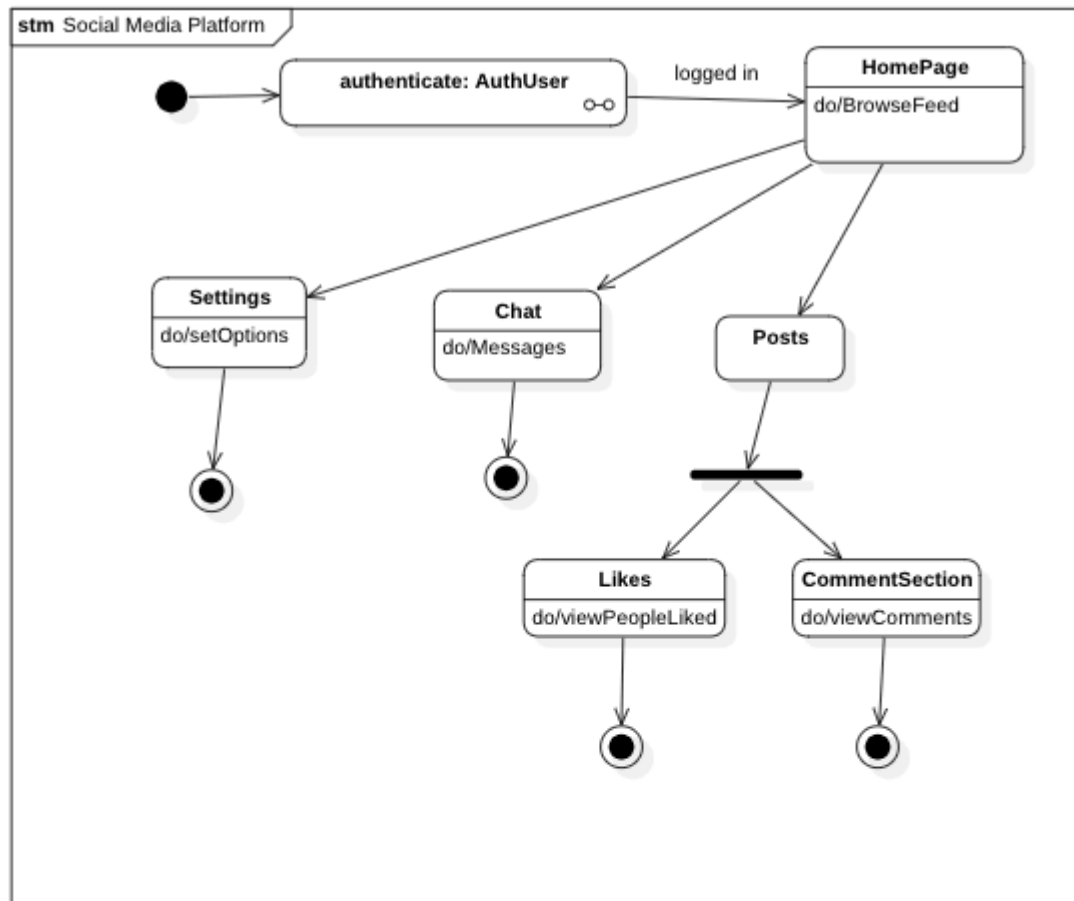 stm Social Media Platform
authenticate: AuthUser
logged in
HomePage
do/BrowseFeed
Settings
do/setOptions
Chat
do/Messages
Posts
Likes
do/viewPeopleLiked
CommentSection
do/viewComments